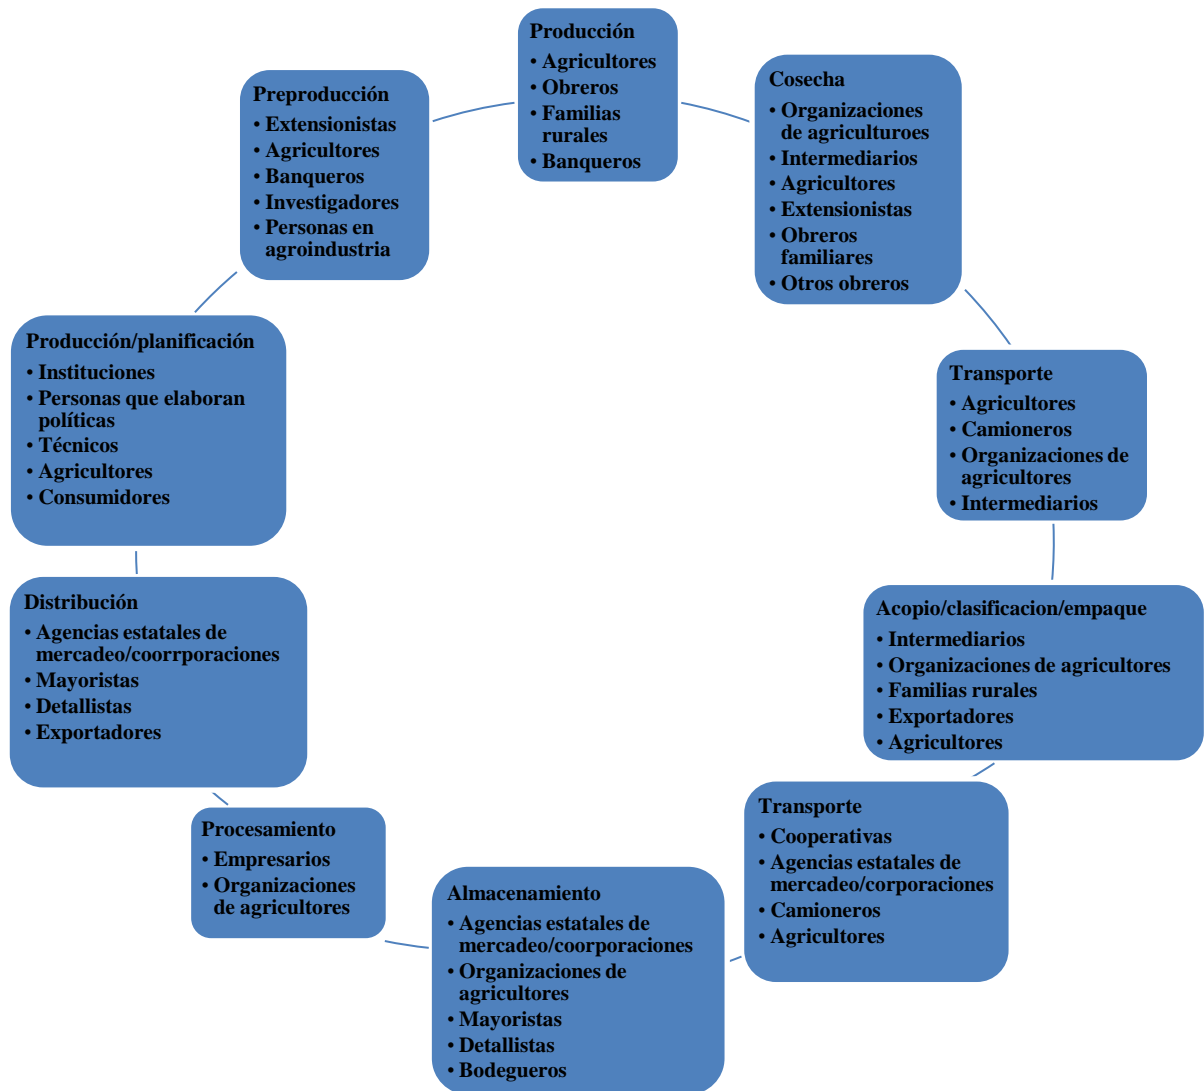 Producción
• Agricultores
• Obreros
• Familias
rurales
• Banqueros
Cosecha
• Organizaciones
de agriculturoes
• Intermediarios
• Agricultores
• Extensionistas
• Obreros
familiares
• Otros obreros
Transporte
• Agricultores
• Camioneros
• Organizaciones de
agricultores
• Intermediarios
Acopio/clasificacion/empaque
• Intermediarios
• Organizaciones de agricultores
• Familias rurales
• Exportadores
• Agricultores
Transporte
• Cooperativas
• Agencias estatales de
mercadeo/corporaciones
• Camioneros
• Agricultores
Almacenamiento
• Agencias estatales de
mercadeo/coorporaciones
• Organizaciones de
agricultores
• Mayoristas
• Detallistas
• Bodegueros
Procesamiento
• Empresarios
• Organizaciones
de agricultores
Distribución
• Agencias estatales de
mercadeo/coorrporaciones
• Mayoristas
• Detallistas
• Exportadores
Producción/planificación
• Instituciones
• Personas que elaboran
políticas
• Técnicos
• Agricultores
• Consumidores
Preproducción
• Extensionistas
• Agricultores
• Banqueros
• Investigadores
• Personas en
agroindustria